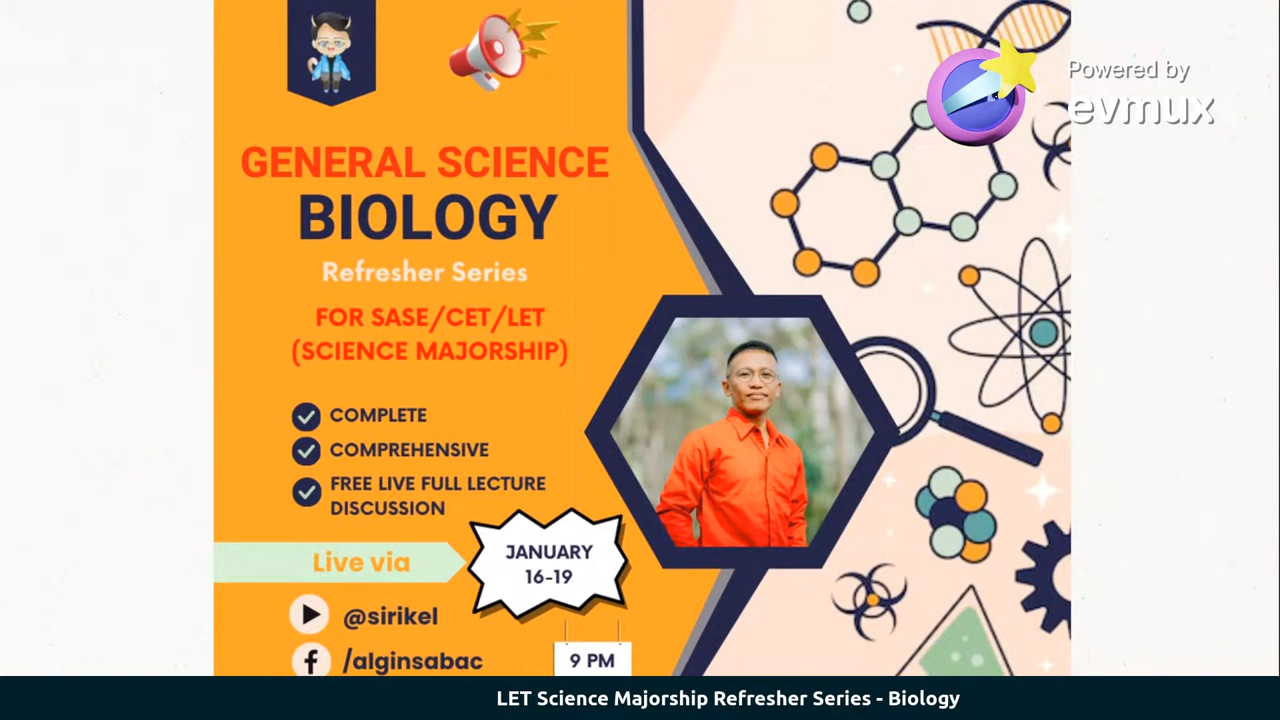 Powered by
evmux
GENERAL SCIENCE
BIOLOGY
Refresher Series
FOR SASE/CET/LET
(SCIENCE MAJORSHIP)
COMPLETE
COMPREHENSIVE
FREE LIVE FULL LECTURE
DISCUSSION
JANUARY
16-19
Live via
@sirikel
/alginsabac
9 PM
LET Science Majorship Refresher Series - Biology